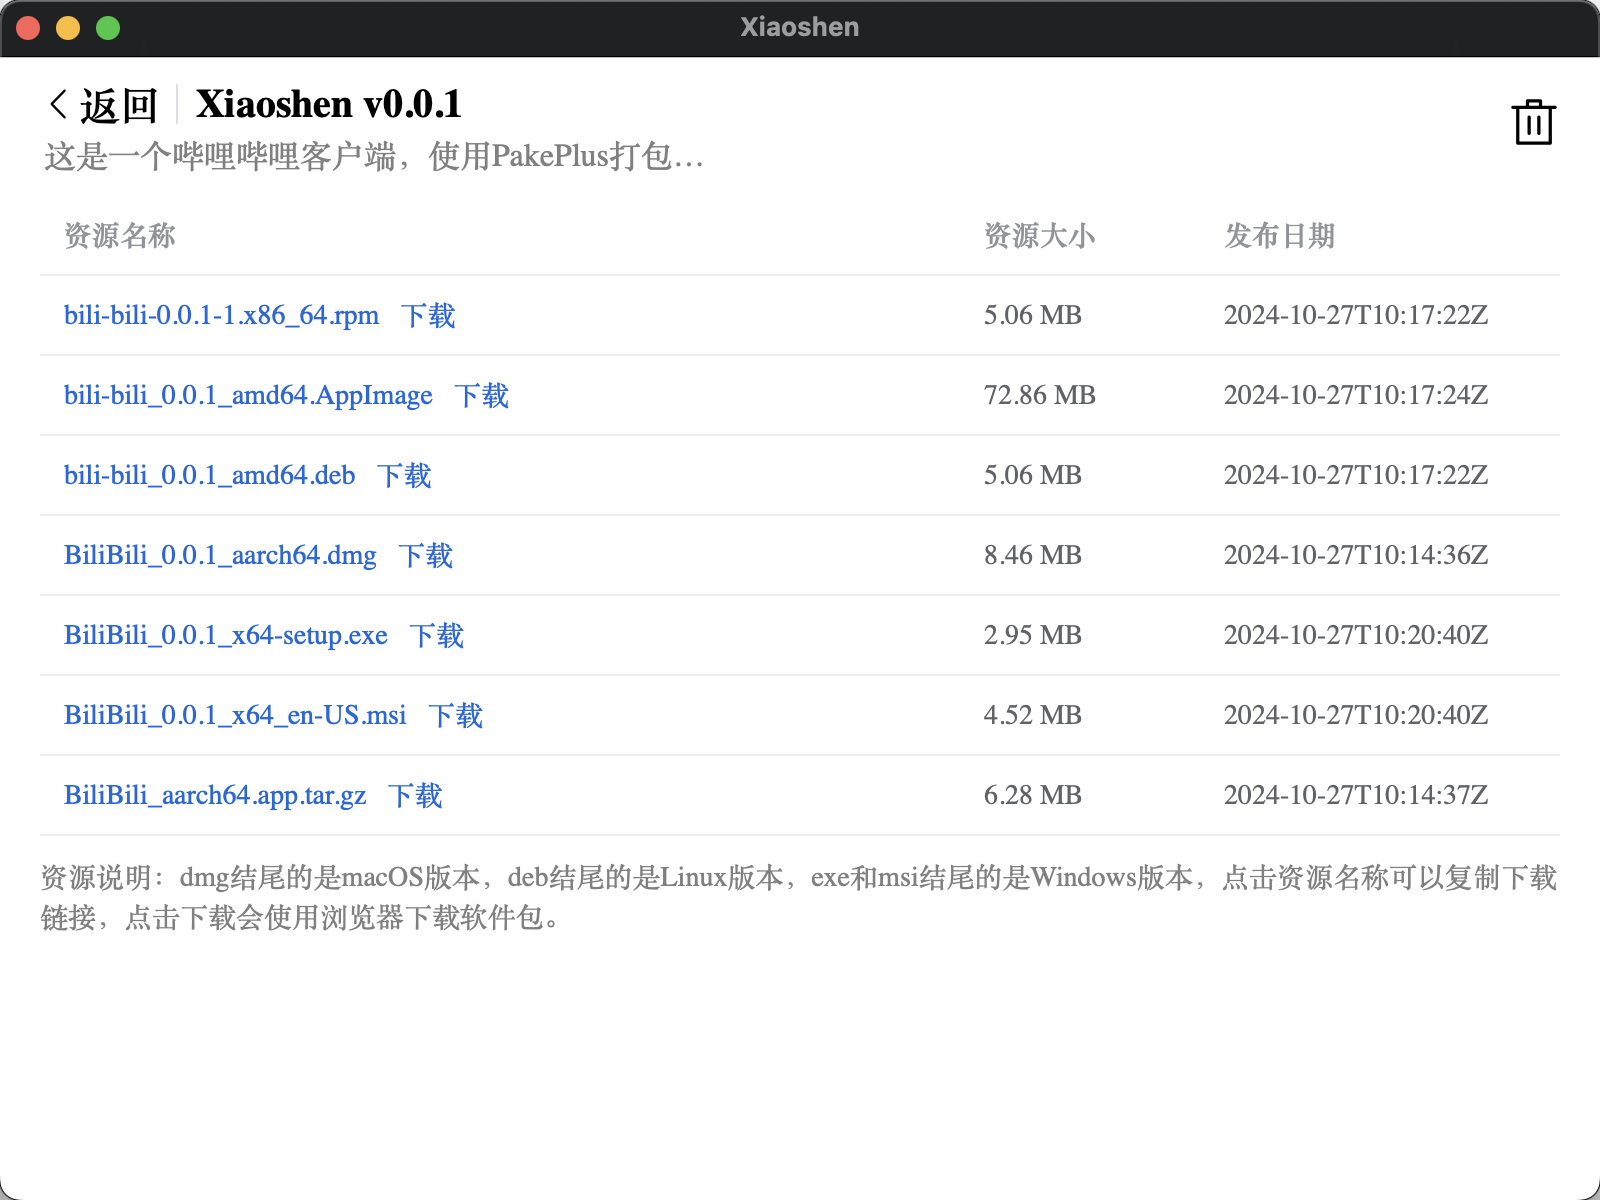 Xiaoshen
返回 Xiaoshen v0.0.1
这是一个哔哩哔哩客户端，使用PakePlus打包...
资源名称 资源大小 发布日期
bili-bili-0.0.1-1.x86_64.rpm 下载 5.06 MB 2024-10-27T10:17:22Z
bili-bili_0.0.1_amd64.AppImage 下载 72.86 MB 2024-10-27T10:17:24Z
bili-bili_0.0.1_amd64.deb 下载 5.06 MB 2024-10-27T10:17:22Z
BiliBili_0.0.1_aarch64.dmg 下载 8.46 MB 2024-10-27T10:14:36Z
BiliBili_0.0.1_x64-setup.exe 下载 2.95 MB 2024-10-27T10:20:40Z
BiliBili_0.0.1_x64_en-US.msi 下载 4.52 MB 2024-10-27T10:20:40Z
BiliBili_aarch64.app.tar.gz 下载 6.28 MB 2024-10-27T10:14:37Z
资源说明：dmg结尾的是macOS版本，deb结尾的是Linux版本，exe和msi结尾的是Windows版本，点击资源名称可以复制下载
链接，点击下载会使用浏览器下载软件包。